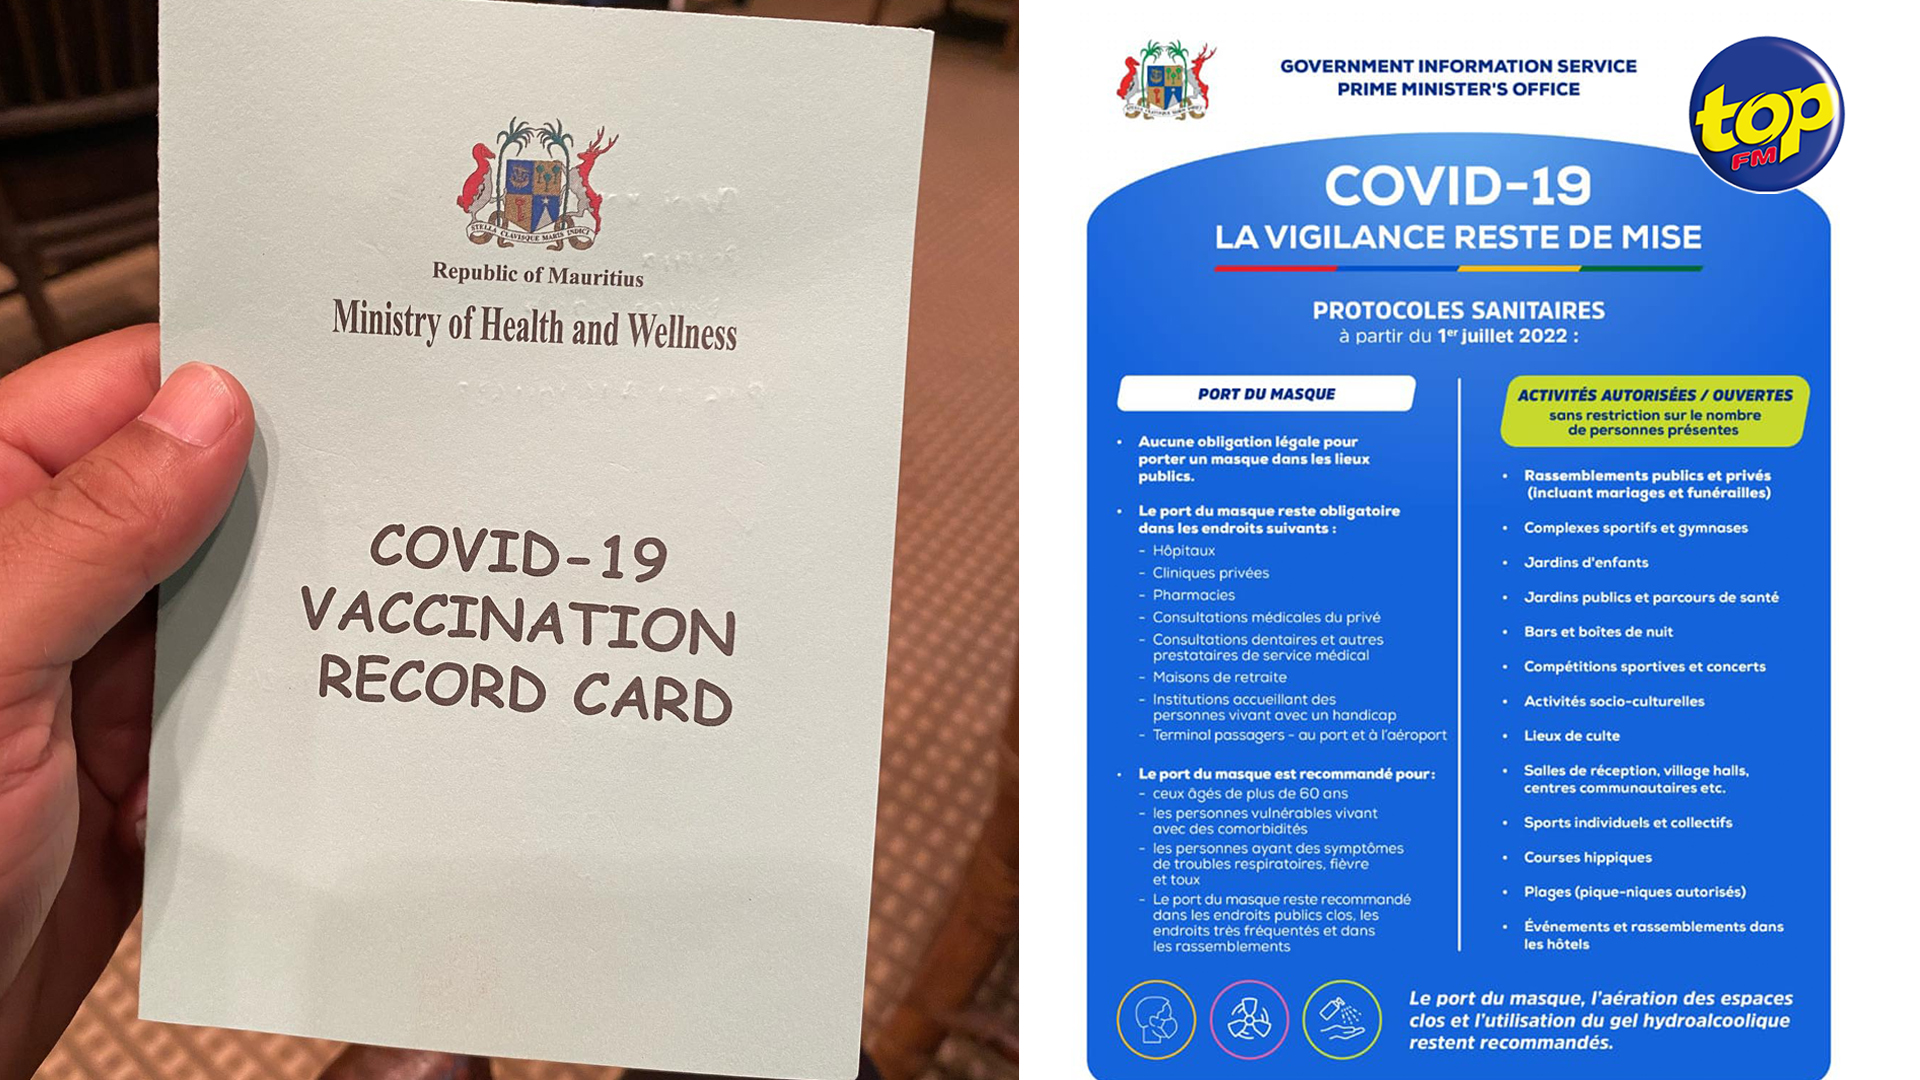 STELLA CLAVISQUE MARIS INDICI
Republic of Mauritius
Ministry of Health and Wellness
COVID-19
VACCINATION
RECORD CARD
GOVERNMENT INFORMATION SERVICE
PRIME MINISTER'S OFFICE
top
FM
COVID-19
LA VIGILANCE RESTE DE MISE
PROTOCOLES SANITAIRES
à partir du 1er juillet 2022 :
PORT DU MASQUE
• Aucune obligation légale pour
porter un masque dans les lieux
publics.
• Le port du masque reste obligatoire
dans les endroits suivants :
- Hôpitaux
- Cliniques privées
- Pharmacies
- Consultations médicales du privé
- Consultations dentaires et autres
prestataires de service médical
- Maisons de retraite
- Institutions accueillant des
personnes vivant avec un handicap
- Terminal passagers - au port et à l'aéroport
• Le port du masque est recommandé pour :
- ceux âgés de plus de 60 ans
- les personnes vulnérables vivant
avec des comorbidités
- les personnes ayant des symptômes
de troubles respiratoires, fièvre
et toux
- Le port du masque reste recommandé
dans les endroits publics clos, les
endroits très fréquentés et dans
les rassemblements
ACTIVITÉS AUTORISÉES / OUVERTES
sans restriction sur le nombre
de personnes présentes
• Rassemblements publics et privés
(incluant mariages et funérailles)
• Complexes sportifs et gymnases
• Jardins d'enfants
• Jardins publics et parcours de santé
• Bars et boîtes de nuit
• Compétitions sportives et concerts
• Activités socio-culturelles
• Lieux de culte
• Salles de réception, village halls,
centres communautaires etc.
• Sports individuels et collectifs
• Courses hippiques
• Plages (pique-niques autorisés)
• Événements et rassemblements dans
les hôtels
Le port du masque, l'aération des espaces
clos et l'utilisation du gel hydroalcoolique
restent recommandés.